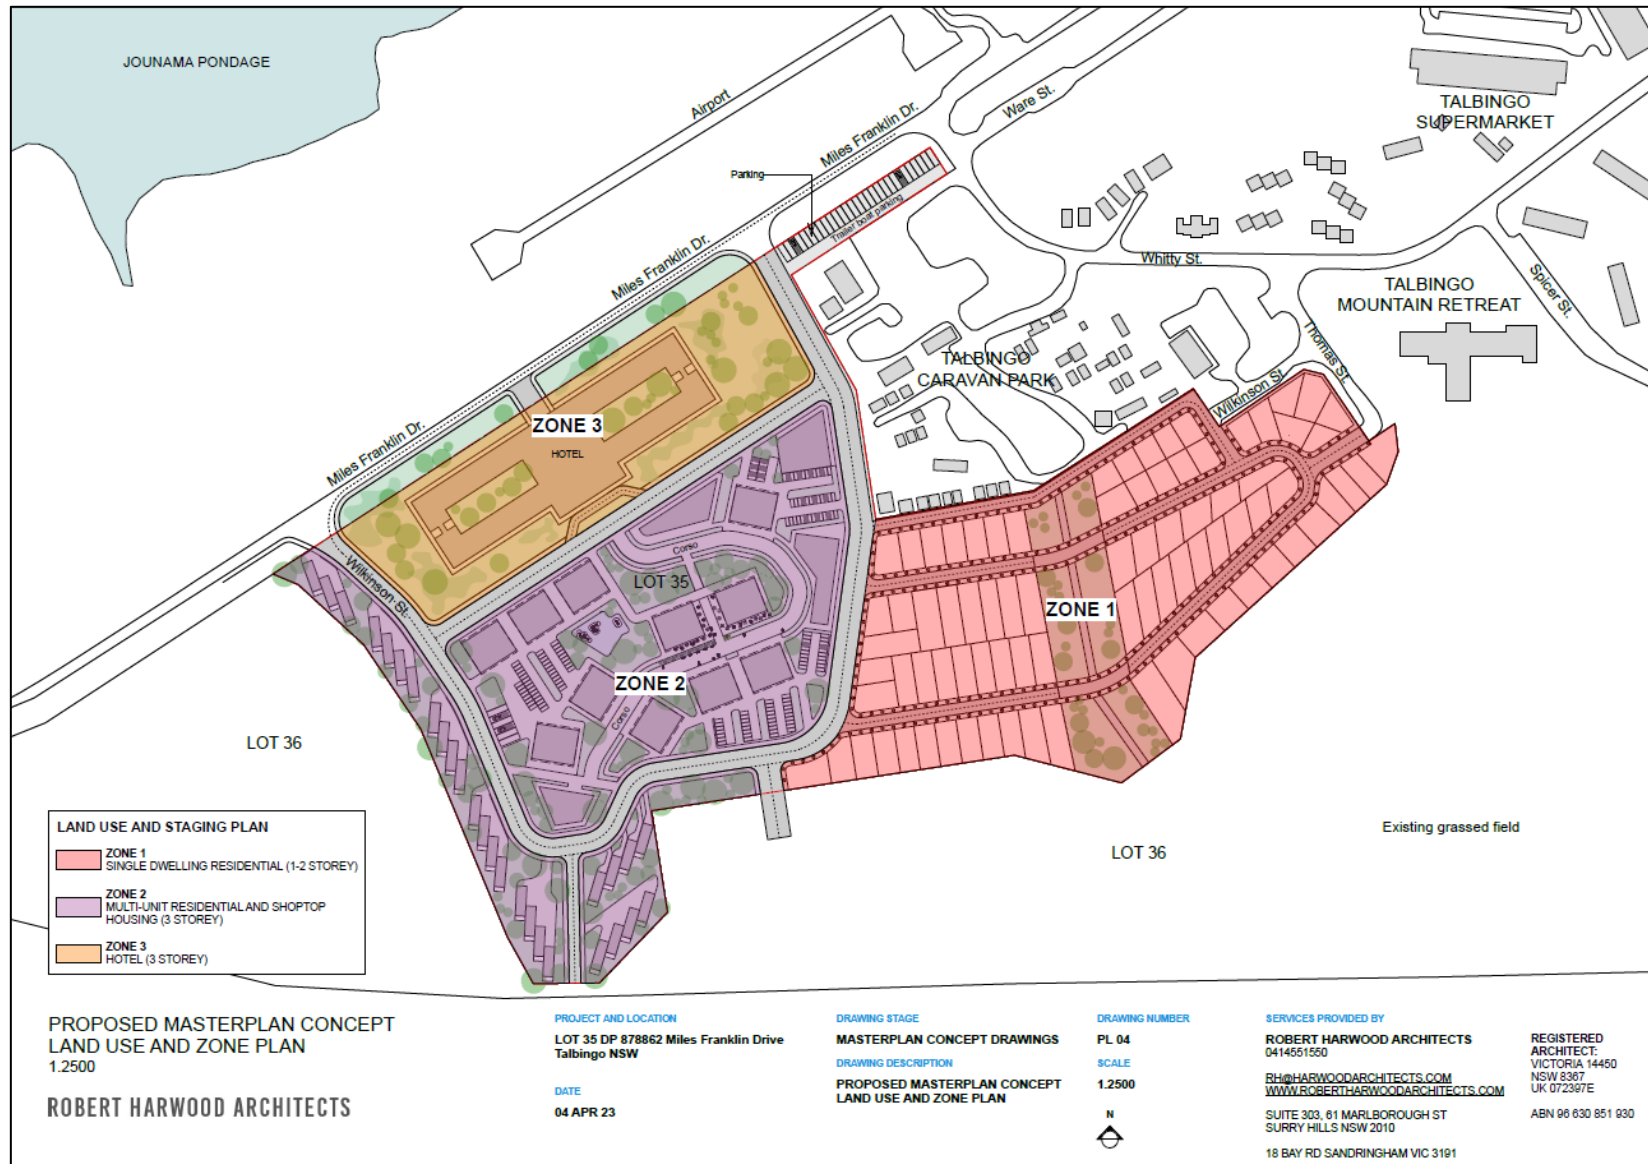 JOUNAMA PONDAGE
Airport
Miles Franklin Dr.
Ware St.
TALBINGO
SUPERMARKET
Parking
Trailer boat parking
Miles Franklin Dr.
Whitty St.
TALBINGO
MOUNTAIN RETREAT
Spicer St.
Thomas St.
TALBINGO
CARAVAN PARK
Wilkinson St.
Miles Franklin Dr.
ZONE 3
HOTEL
Corso
LOT 35
Wilkinson St.
ZONE 1
ZONE 2
Corso
LOT 36
Existing grassed field
LOT 36
LAND USE AND STAGING PLAN
ZONE 1
SINGLE DWELLING RESIDENTIAL (1-2 STOREY)
ZONE 2
MULTI-UNIT RESIDENTIAL AND SHOPTOP
HOUSING (3 STOREY)
ZONE 3
HOTEL (3 STOREY)
PROPOSED MASTERPLAN CONCEPT
LAND USE AND ZONE PLAN
1.2500
ROBERT HARWOOD ARCHITECTS
PROJECT AND LOCATION
LOT 35 DP 878862 Miles Franklin Drive
Talbingo NSW
DATE
04 APR 23
DRAWING STAGE
MASTERPLAN CONCEPT DRAWINGS
DRAWING DESCRIPTION
PROPOSED MASTERPLAN CONCEPT
LAND USE AND ZONE PLAN
DRAWING NUMBER
PL 04
SCALE
1.2500
N
SERVICES PROVIDED BY
ROBERT HARWOOD ARCHITECTS
0414551550
RH@HARWOODARCHITECTS.COM
WWW.ROBERTHARWOODARCHITECTS.COM
SUITE 303, 61 MARLBOROUGH ST
SURRY HILLS NSW 2010
18 BAY RD SANDRINGHAM VIC 3191
REGISTERED
ARCHITECT:
VICTORIA 14450
NSW 8367
UK 072397E
ABN 96 630 851 930